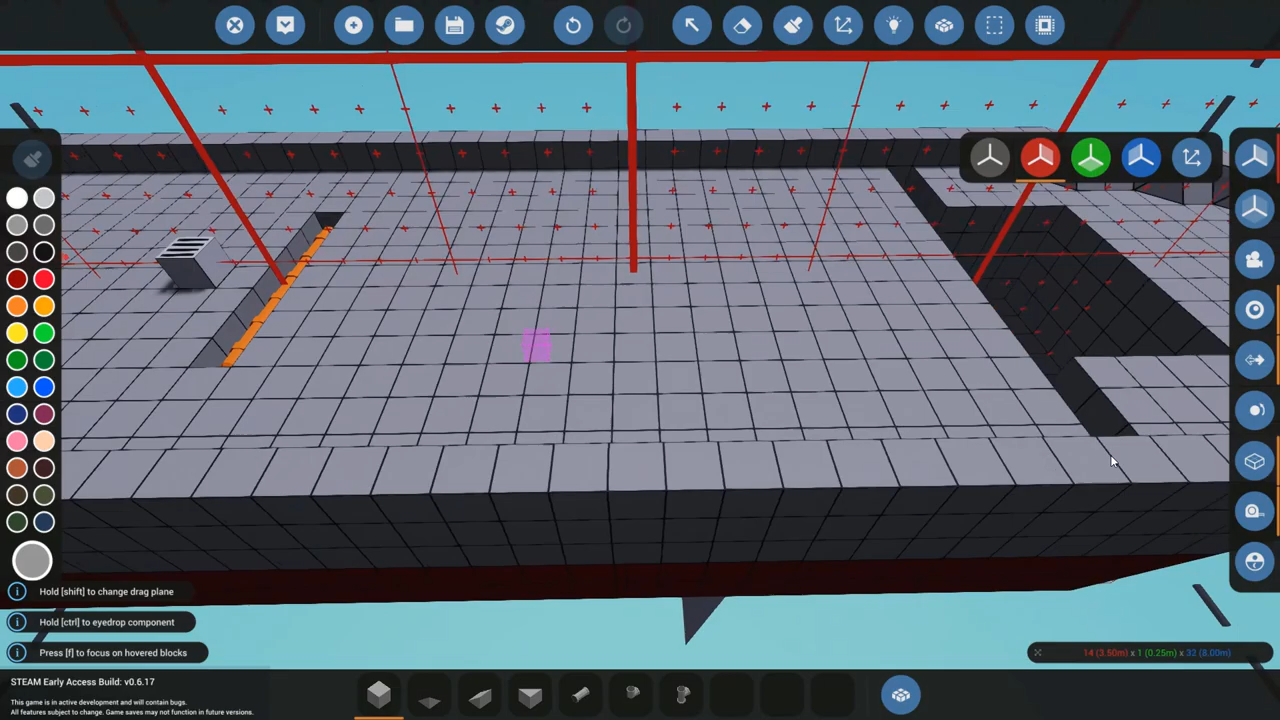 Hold [shift] to change drag plane
Hold [ctrl] to eyedrop component
Press [f] to focus on hovered blocks
14 (3.50m) x 1 (0.25m) x 32 (8.00m)
STEAM Early Access Build: v0.6.17
This game is in active development and will contain bugs.
All features subject to change. Game saves may not function in future versions.